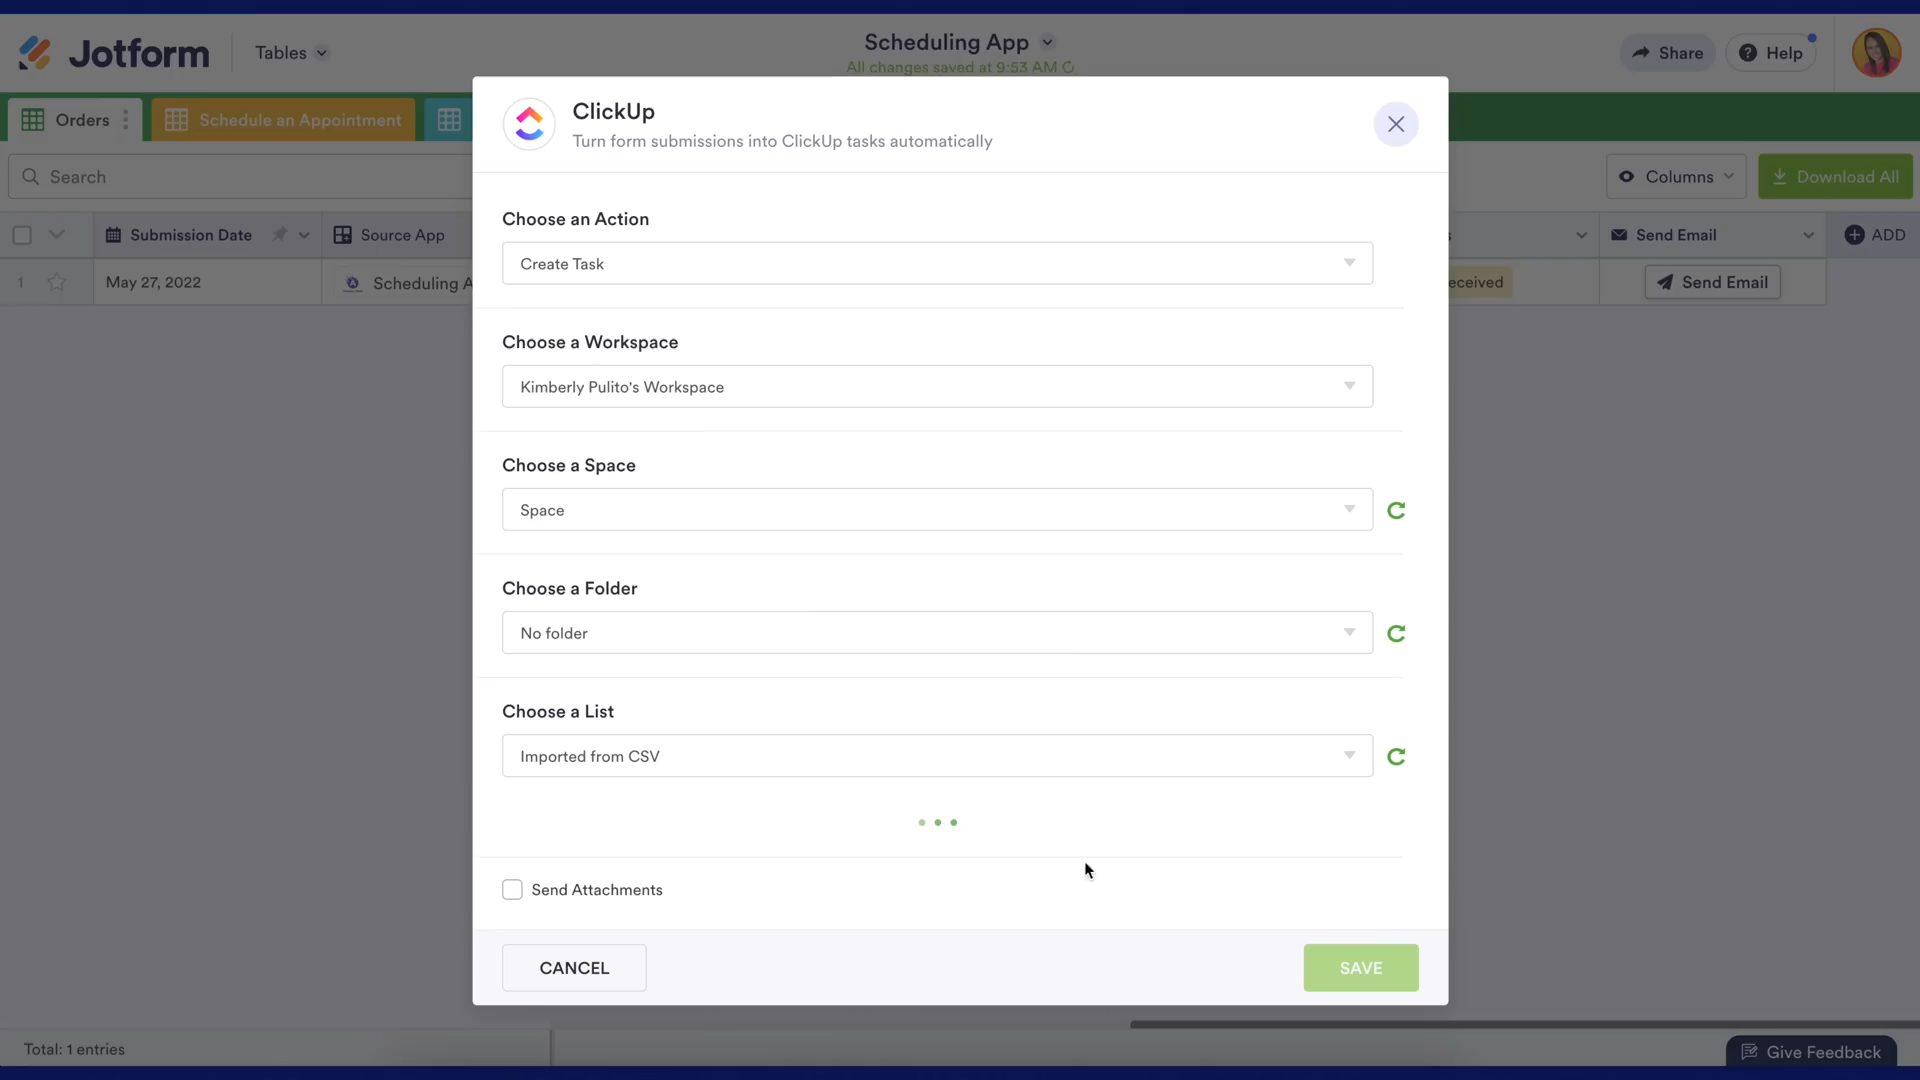 Jotform
Tables
Scheduling App
All changes saved at 9:53 AM
Share
Help
Orders
Schedule an Appointment
Search
Columns
Download All
Submission Date
Source App
Send Email
ADD
1
May 27, 2022
Scheduling A
eceived
Send Email
ClickUp
Turn form submissions into ClickUp tasks automatically
Choose an Action
Create Task
Choose a Workspace
Kimberly Pulito's Workspace
Choose a Space
Space
Choose a Folder
No folder
Choose a List
Imported from CSV
Send Attachments
CANCEL
SAVE
Total: 1 entries
Give Feedback